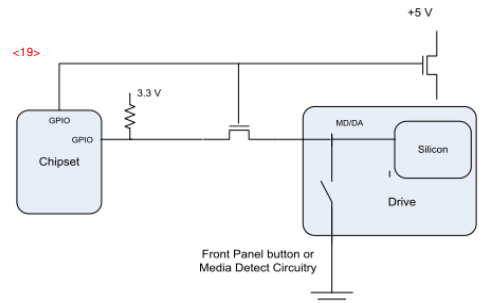 +5 V
<19>
3.3 V
GPIO
GPIO
Chipset
MD/DA
Silicon
Drive
Front Panel button or
Media Detect Circuitry